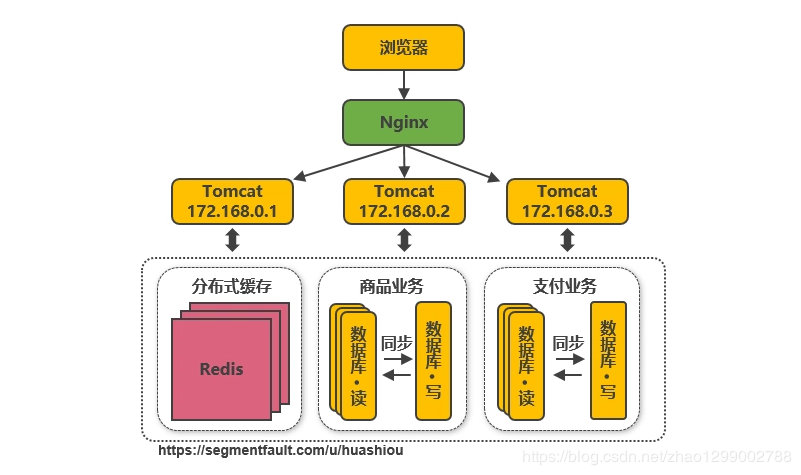 浏览器
Nginx
Tomcat
172.168.0.1
Tomcat
172.168.0.2
Tomcat
172.168.0.3
分布式缓存
Redis
商品业务
数据库·读
同步
数据库·写
支付业务
数据库·读
同步
数据库·写
https://segmentfault.com/u/huashiou
https://blog.csdn.net/zhao1299002788